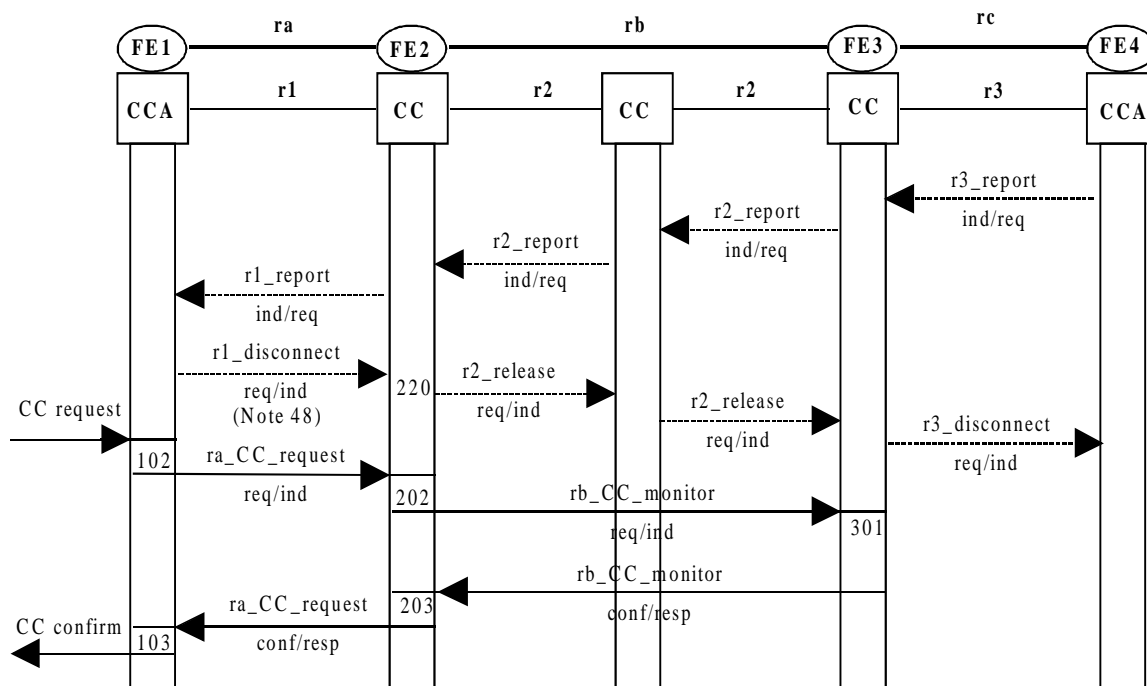 ra
rb
rc
FE1
FE2
FE3
FE4
r1
r2
r2
r3
CCA
CC
CC
CC
CCA
r3_report
ind/req
r2_report
ind/req
r2_report
ind/req
r1_report
ind/req
r1_disconnect
req/ind
(Note 48)
220
r2_release
req/ind
r2_release
req/ind
r3_disconnect
req/ind
CC request
102
ra_CC_request
req/ind
202
rb_CC_monitor
req/ind
301
rb_CC_monitor
conf/resp
203
ra_CC_request
conf/resp
CC confirm
103